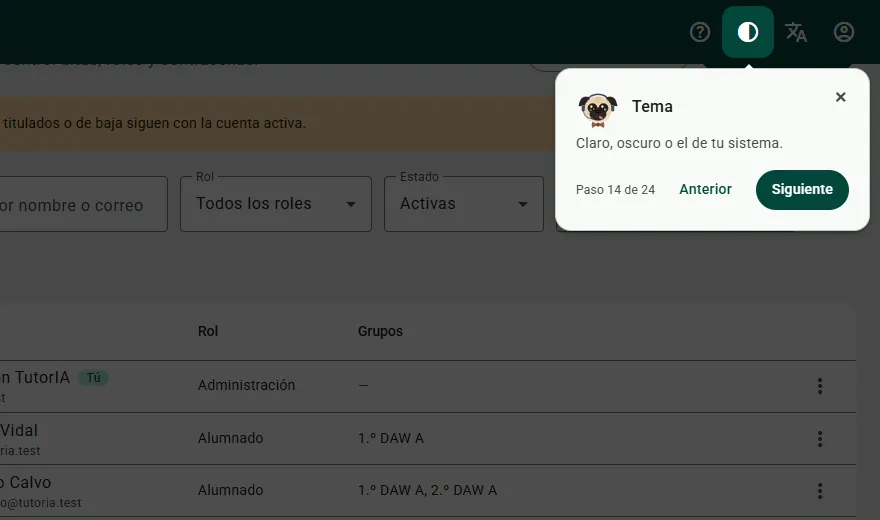 Tema
Claro, oscuro o el de tu sistema.
Paso 14 de 24
Anterior
Siguiente
titulados o de baja siguen con la cuenta activa.
or nombre o correo
Rol
Todos los roles
Estado
Activas
Rol
Grupos
n TutorIA
Tú
Administración
—
Vidal
ria.test
Alumnado
1.º DAW A
o Calvo
o@tutoria.test
Alumnado
1.º DAW A, 2.º DAW A